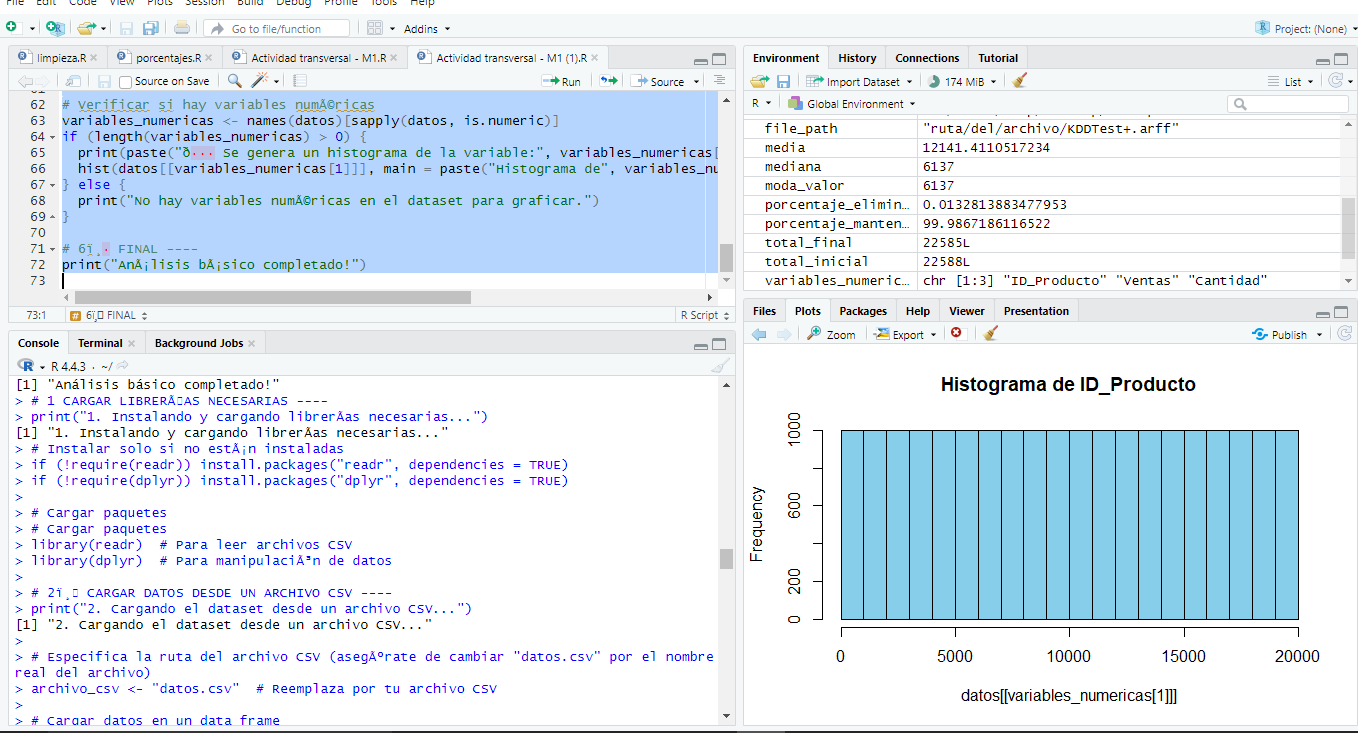 File Edit Code View Plots Session Build Debug Profile Tools Help
Go to file/function
Addins
Project: (None)
limpieza.R
porcentajes.R
Actividad transversal - M1.R
Actividad transversal - M1 (1).R
Source on Save
Run
Source
62 # Verificar si hay variables numÃ©ricas
63 variables_numericas <- names(datos)[sapply(datos, is.numeric)]
64 if (length(variables_numericas) > 0) {
65 print(paste("ð··· Se genera un histograma de la variable:", variables_numericas[
66 hist(datos[[variables_numericas[1]]], main = paste("Histograma de", variables_nu
67 } else {
68 print("No hay variables numÃ©ricas en el dataset para graficar.")
69 }
70
71 # 6ï¸· FINAL ----
72 print("AnÃ¡lisis bÃ¡sico completado!")
73
73:1
6ï¸ FINAL
R Script
Console
Terminal
Background Jobs
R 4.4.3 · ~/
[1] "Análisis básico completado!"
> # 1 CARGAR LIBRERÃAS NECESARIAS ----
> print("1. Instalando y cargando librerÃ­as necesarias...")
[1] "1. Instalando y cargando librerÃ­as necesarias..."
> # Instalar solo si no estÃ¡n instaladas
> if (!require(readr)) install.packages("readr", dependencies = TRUE)
> if (!require(dplyr)) install.packages("dplyr", dependencies = TRUE)
>
> # Cargar paquetes
> # Cargar paquetes
> library(readr) # Para leer archivos CSV
> library(dplyr) # Para manipulaciÃ³n de datos
>
> # 2ï¸ CARGAR DATOS DESDE UN ARCHIVO CSV ----
> print("2. Cargando el dataset desde un archivo CSV...")
[1] "2. Cargando el dataset desde un archivo CSV..."
>
> # Especifica la ruta del archivo CSV (asegÃºrate de cambiar "datos.csv" por el nombre
real del archivo)
> archivo_csv <- "datos.csv" # Reemplaza por tu archivo CSV
>
> # Cargar datos en un data frame
Environment
History
Connections
Tutorial
Import Dataset
174 MiB
List
R
Global Environment
file_path "ruta/del/archivo/KDDTest+.arff"
media 12141.4110517234
mediana 6137
moda_valor 6137
porcentaje_elimin… 0.0132813883477953
porcentaje_manten… 99.9867186116522
total_final 22585L
total_inicial 22588L
variables_numeric… chr [1:3] "ID_Producto" "Ventas" "Cantidad"
Files
Plots
Packages
Help
Viewer
Presentation
Zoom
Export
Publish
Histograma de ID_Producto
Frequency
1000
600
200
0
0 5000 10000 15000 20000
datos[[variables_numericas[1]]]